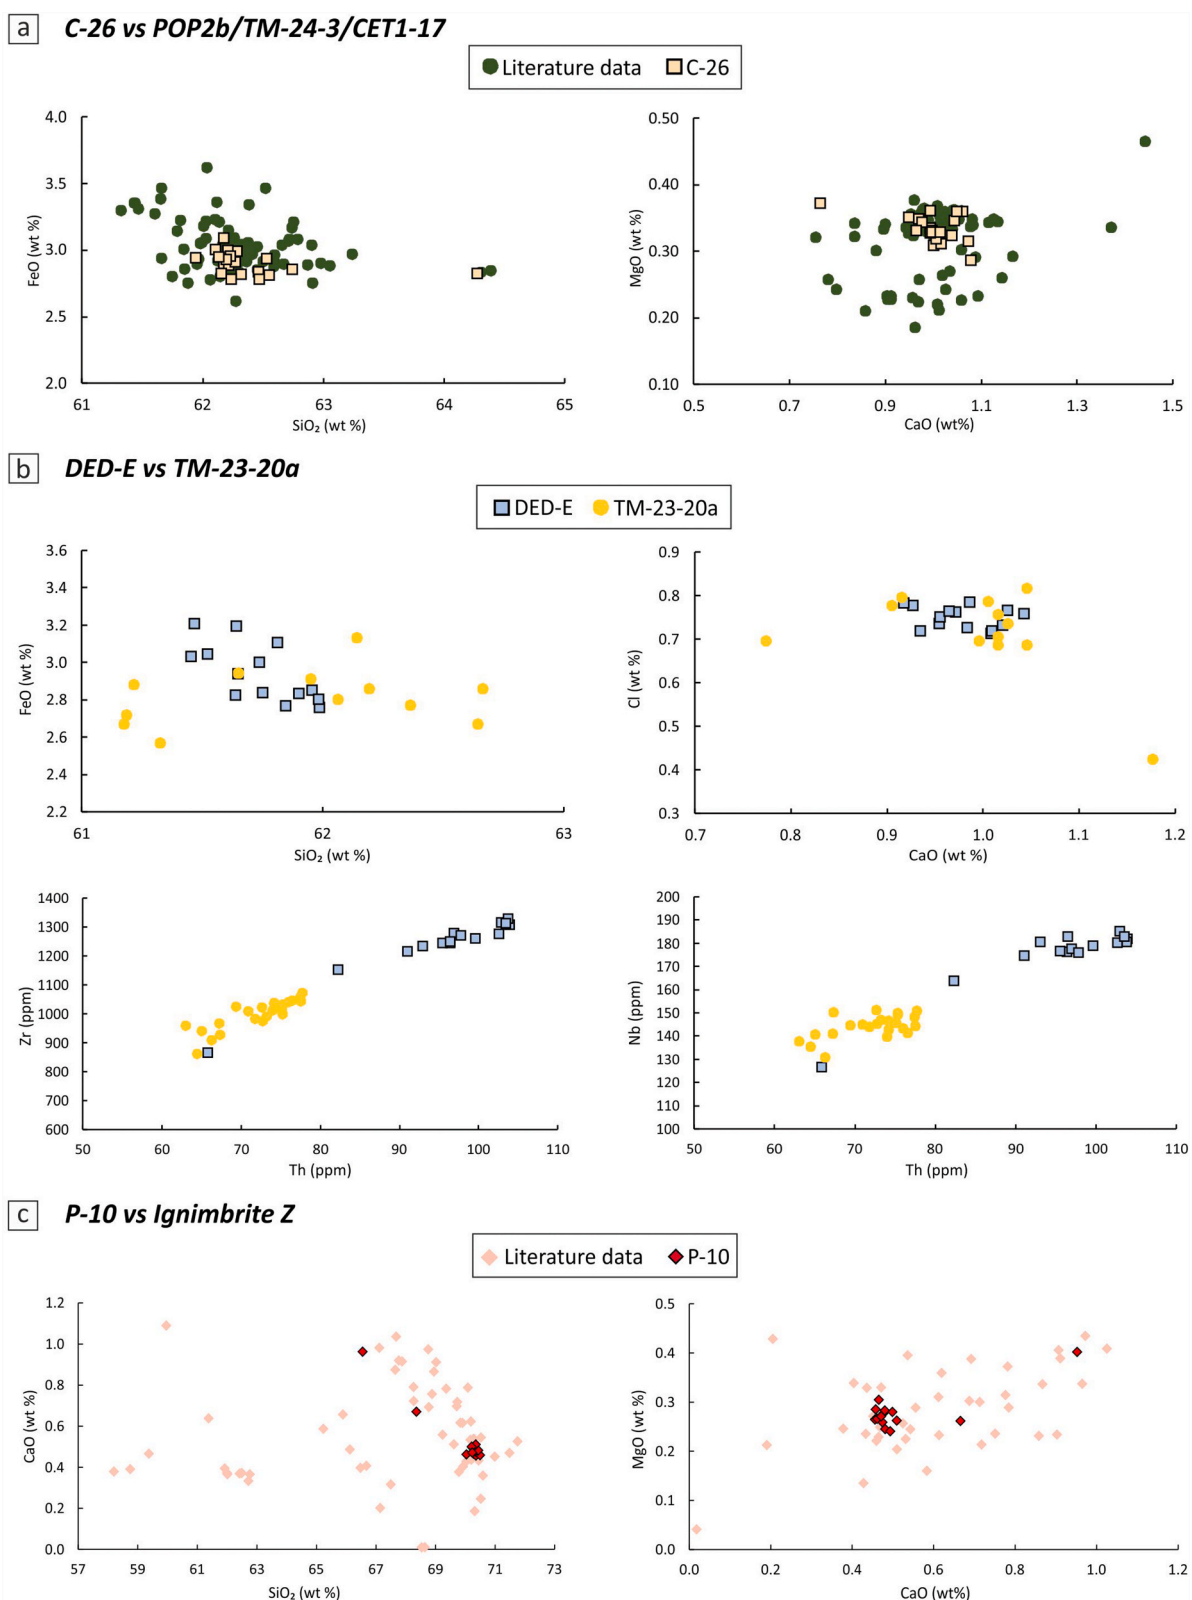 a C-26 vs POP2b/TM-24-3/CET1-17
Literature data C-26
4.0
3.5
3.0
2.5
2.0
FeO (wt %)
61 62 63 64 65
SiO₂ (wt %)
0.50
0.40
0.30
0.20
0.10
MgO (wt %)
0.5 0.7 0.9 1.1 1.3 1.5
CaO (wt%)
b DED-E vs TM-23-20a
DED-E TM-23-20a
3.6
3.4
3.2
3.0
2.8
2.6
2.4
2.2
FeO (wt %)
61 62 63
SiO₂ (wt %)
0.9
0.8
0.7
0.6
0.5
0.4
0.3
Cl (wt %)
0.7 0.8 0.9 1.0 1.1 1.2
CaO (wt %)
1400
1300
1200
1100
1000
900
800
700
600
Zr (ppm)
50 60 70 80 90 100 110
Th (ppm)
200
190
180
170
160
150
140
130
120
110
100
Nb (ppm)
50 60 70 80 90 100 110
Th (ppm)
c P-10 vs Ignimbrite Z
Literature data P-10
1.2
1.0
0.8
0.6
0.4
0.2
0.0
CaO (wt %)
57 59 61 63 65 67 69 71 73
SiO₂ (wt %)
0.5
0.4
0.3
0.2
0.1
0.0
MgO (wt %)
0.0 0.2 0.4 0.6 0.8 1.0 1.2
CaO (wt%)